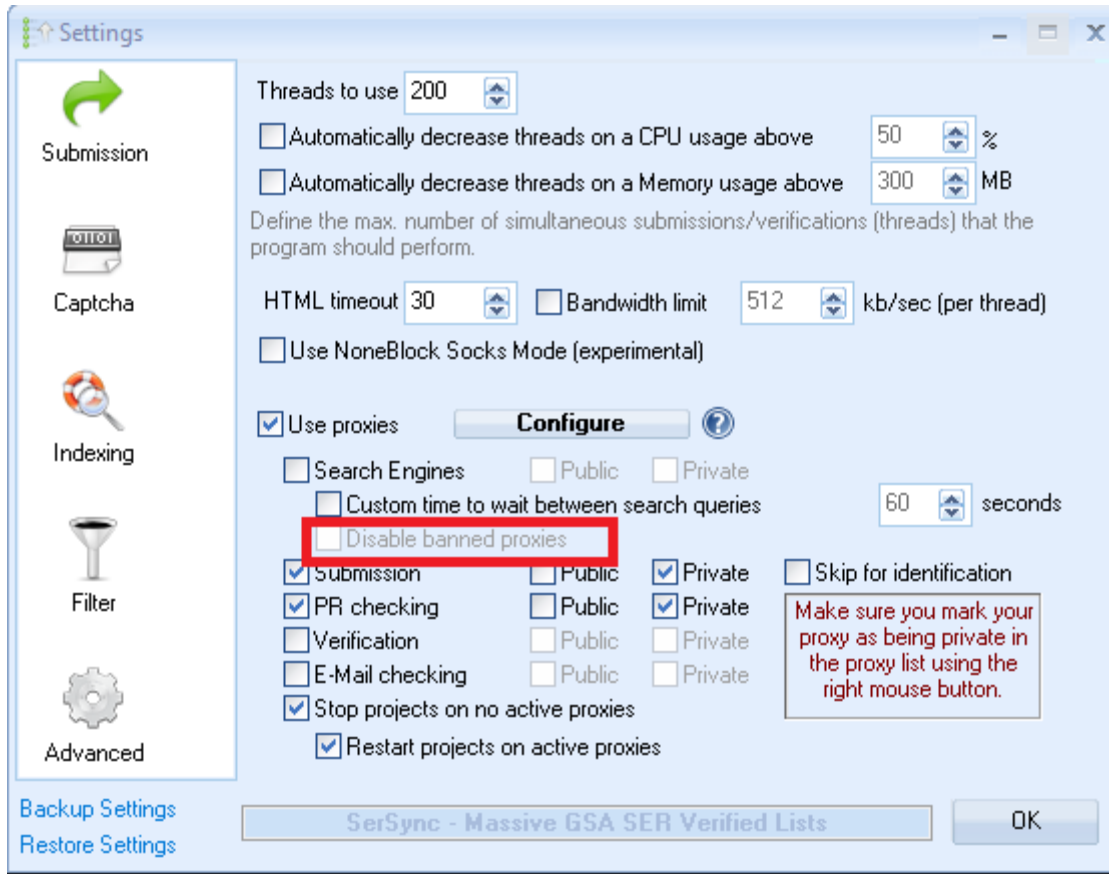 Settings
Submission
Captcha
Indexing
Filter
Advanced
Backup Settings
Restore Settings
Threads to use 200
Automatically decrease threads on a CPU usage above 50 %
Automatically decrease threads on a Memory usage above 300 MB
Define the max. number of simultaneous submissions/verifications (threads) that the
program should perform.
HTML timeout 30 Bandwidth limit 512 kb/sec (per thread)
Use NoneBlock Socks Mode (experimental)
Use proxies Configure ?
Search Engines Public Private
Custom time to wait between search queries 60 seconds
Disable banned proxies
Submission Public Private Skip for identification
PR checking Public Private
Verification Public Private
E-Mail checking Public Private
Make sure you mark your
proxy as being private in
the proxy list using the
right mouse button.
Stop projects on no active proxies
Restart projects on active proxies
SerSync - Massive GSA SER Verified Lists
OK